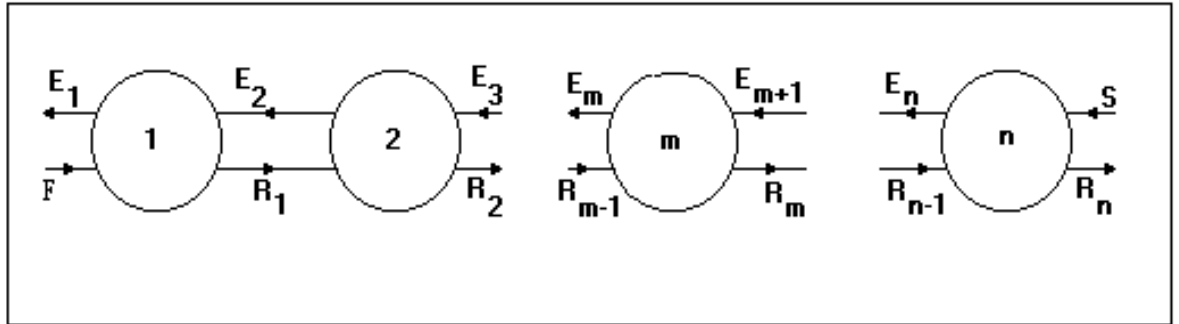 E1 E2 E3 Em Em+1 En S
1 2 m n
F R1 R2 Rm-1 Rm Rn-1 Rn